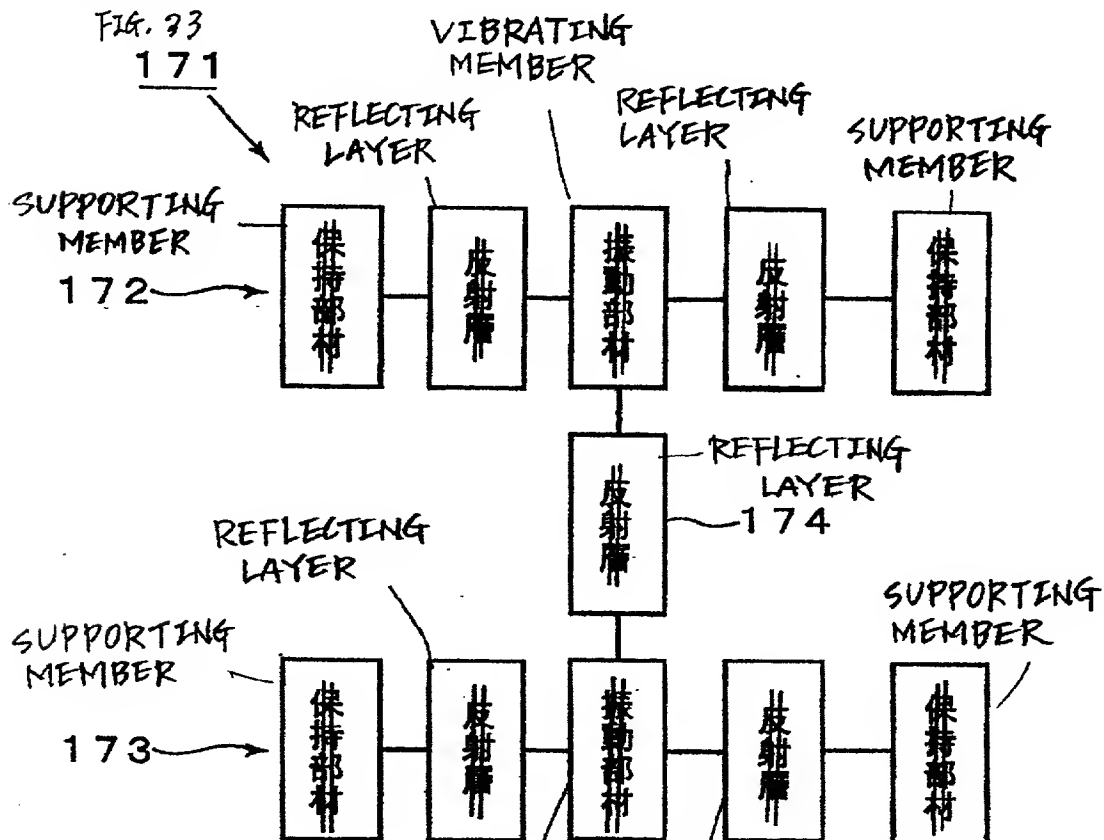 FIG. 33
171
VIBRATING
MEMBER
REFLECTING
LAYER
REFLECTING
LAYER
SUPPORTING
MEMBER
SUPPORTING
MEMBER
172
保持部材
反射層
振動部材
反射層
保持部材
反射層
REFLECTING
LAYER
174
REFLECTING
LAYER
SUPPORTING
MEMBER
SUPPORTING
MEMBER
173
保持部材
反射層
振動部材
反射層
保持部材